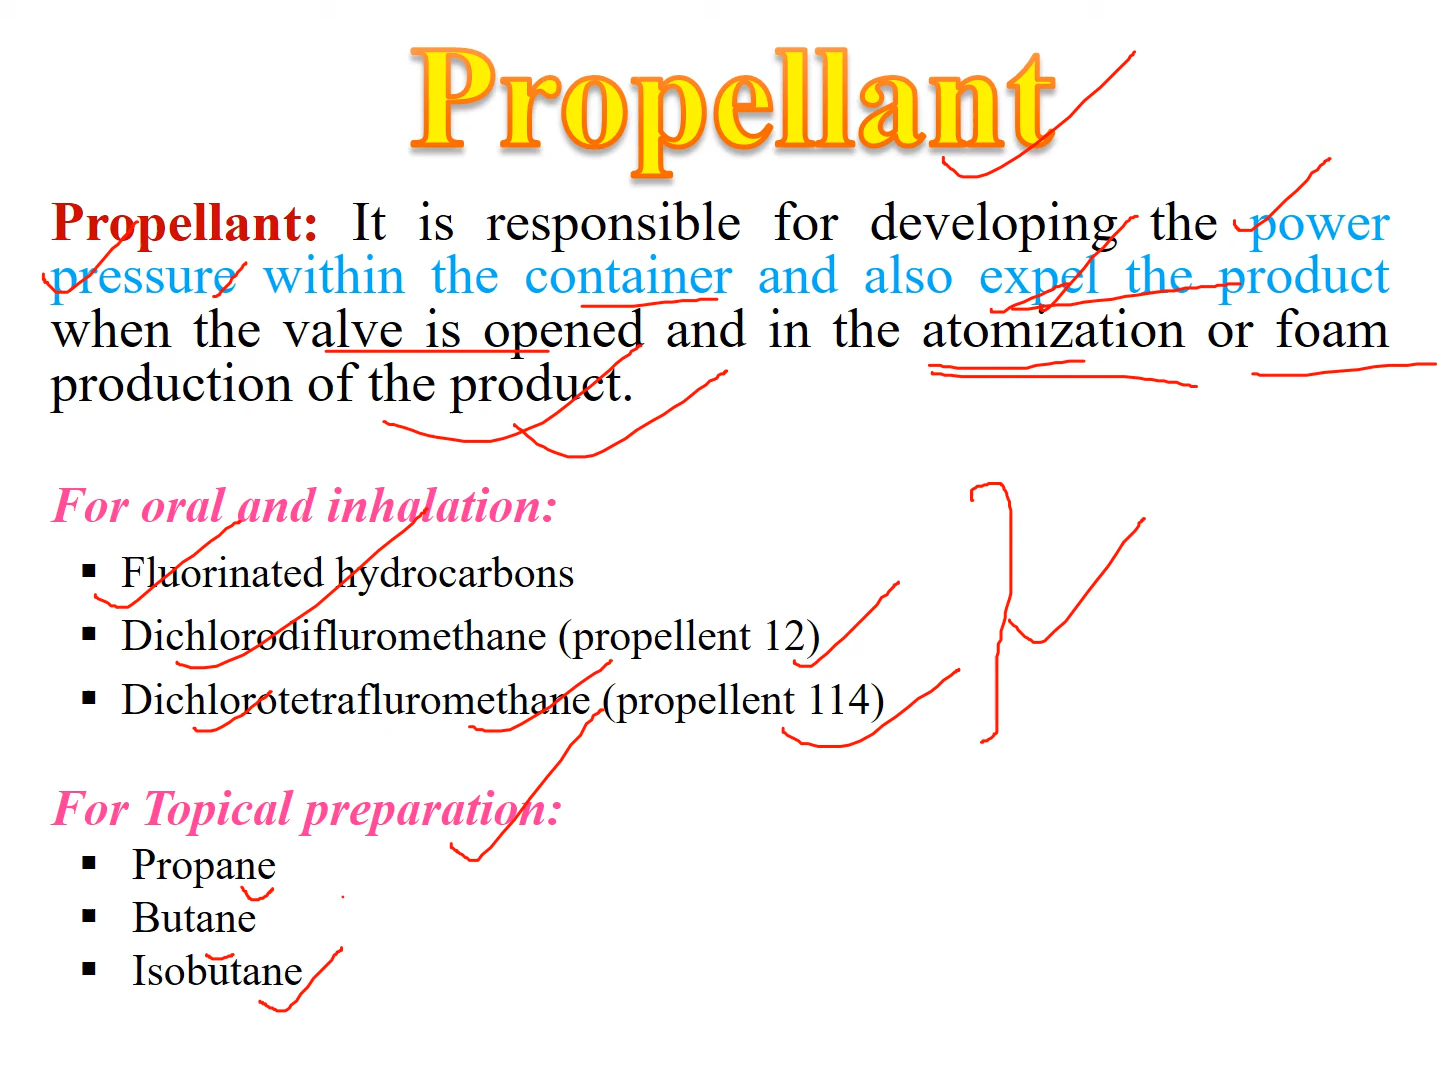 Propellant
Propellant: It is responsible for developing the power
pressure within the container and also expel the product
when the valve is opened and in the atomization or foam
production of the product.
For oral and inhalation:
▪ Fluorinated hydrocarbons
▪ Dichlorodifluromethane (propellent 12)
▪ Dichlorotetrafluromethane (propellent 114)
For Topical preparation:
▪ Propane
▪ Butane
▪ Isobutane